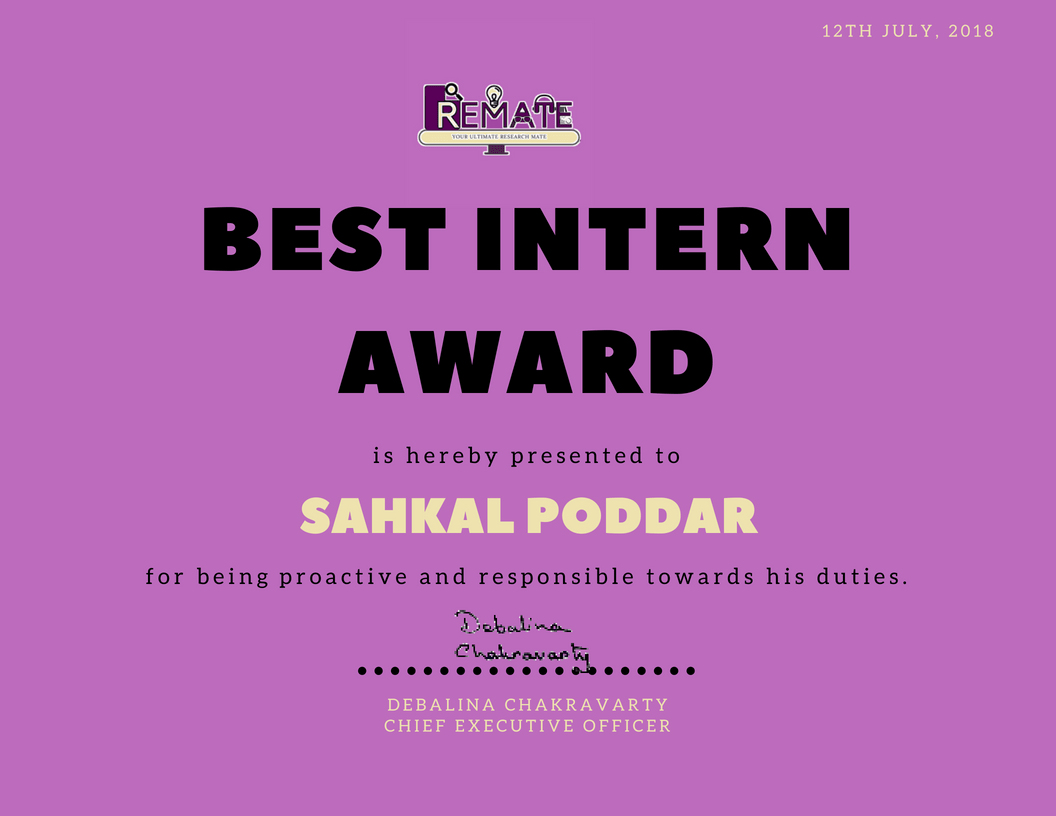 12TH JULY, 2018
REMATE
YOUR ULTIMATE RESEARCH MATE
BEST INTERN
AWARD
is hereby presented to
SAHKAL PODDAR
for being proactive and responsible towards his duties.
Debalina
Chakravarty
DEBALINA CHAKRAVARTY
CHIEF EXECUTIVE OFFICER